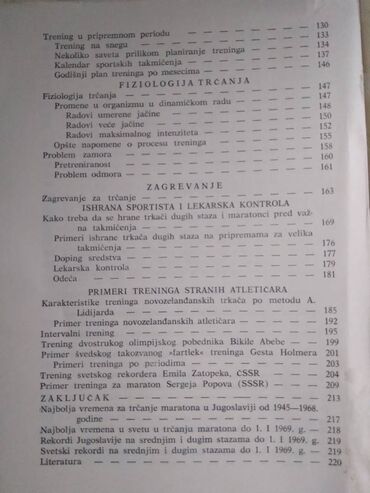 Trening u pripremnom periodu — 130
Trening na snegu — 133
Nekoliko saveta prilikom planiranje treninga — 134
Kalendar sportskih takmičenja — 137
Godišnji plan treninga po mesecima — 146
FIZIOLOGIJA TRČANJA
Fiziologija trčanja — 147
Promene u organizmu u dinamičkom radu — 147
Radovi umerene jačine — 148
Radovi veće jačine — 150
Radovi maksimalnog intenziteta — 152
Opšte napomene o procesu treninga — 155
Problem zamora — 158
Pretreniranost — 160
Problem odmora — 161
ZAGREVANJE
Zagrevanje za trčanje — 163
ISHRANA SPORTISTA I LEKARSKA KONTROLA
Kako treba da se hrane trkači dugih staza i maratonci pred važ-
na takmičenja — 169
Primeri ishrane trkača dugih staza na pripremama za velika
takmičenja — 176
Doping sredstva — 177
Lekarska kontrola — 179
Odeća — 181
PRIMERI TRENINGA STRANIH ATLETIČARA
Karakteristike treninga novozelanđanskih trkača po metodu A.
Lidijarda — 185
Primer treninga novozelanđanskih atletičara — 192
Intervalni trening — 195
Trening dvostrukog olimpijskog pobednika Bikile Abebe — 199
Primer švedskog takozvanog »fartlek« treninga Gesta Holmera 201
Primeri treninga po periodima — 203
Trening svetskog rekordera Emila Zatopeka, ČSSR — 204
Primer treninga za maraton Sergeja Popova (SSSR) — 209
ZAKLJUČAK — 213
Najbolja vremena za trčanje maratona u Jugoslaviji od 1945—1968.
godine — 217
Najbolja vremena u svetu u trčanju maratona do 1. I 1969. g. — 218
Rekordi Jugoslavije na srednjim i dugim stazama do 1. I 1969. g. 219
Svetski rekordi na srednjim i dugim stazama do 1. I 1969. g. — 219
Literatura — 220